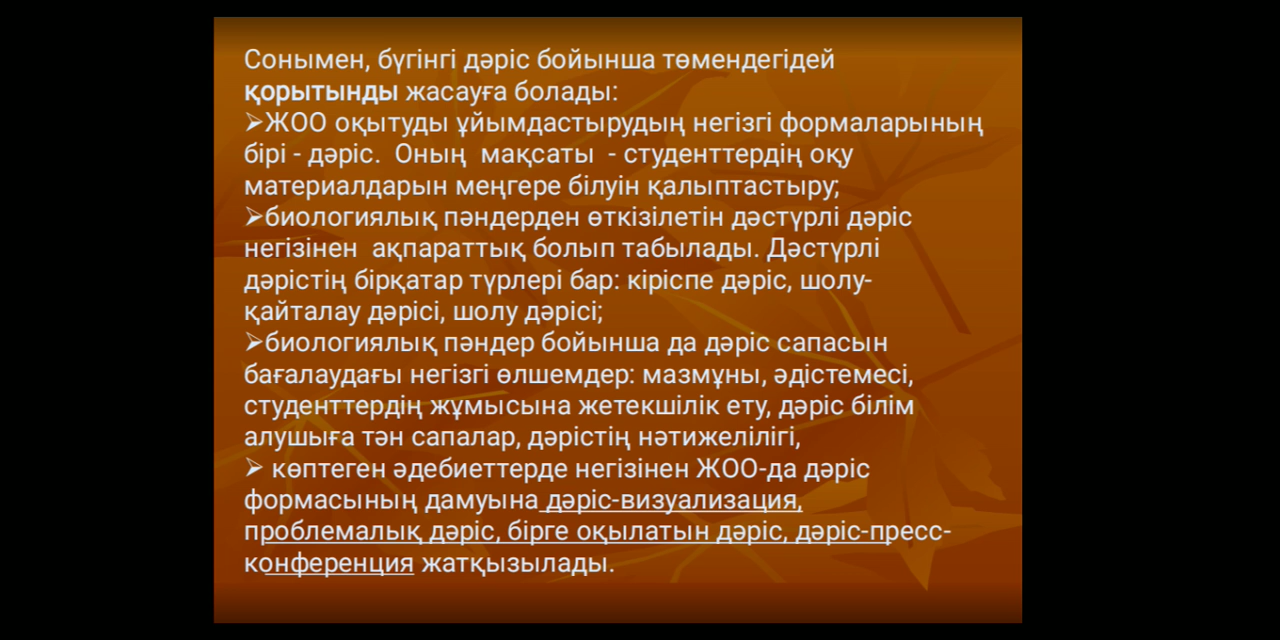 Сонымен, бүгінгі дәріс бойынша төмендегідей
қорытынды жасауға болады:
➢ЖОО оқытуды ұйымдастырудың негізгі формаларының
бірі - дәріс.  Оның  мақсаты  - студенттердің оқу
материалдарын меңгере білуін қалыптастыру;
➢биологиялық пәндерден өткізілетін дәстүрлі дәріс
негізінен  ақпараттық болып табылады. Дәстүрлі
дәрістің бірқатар түрлері бар: кіріспе дәріс, шолу-
қайталау дәрісі, шолу дәрісі;
➢биологиялық пәндер бойынша да дәріс сапасын
бағалаудағы негізгі өлшемдер: мазмұны, әдістемесі,
студенттердің жұмысына жетекшілік ету, дәріс білім
алушыға тән сапалар, дәрістің нәтижелілігі,
➢ көптеген әдебиеттерде негізінен ЖОО-да дәріс
формасының дамуына дәріс-визуализация,
проблемалық дәріс, бірге оқылатын дәріс, дәріс-пресс-
конференция жатқызылады.